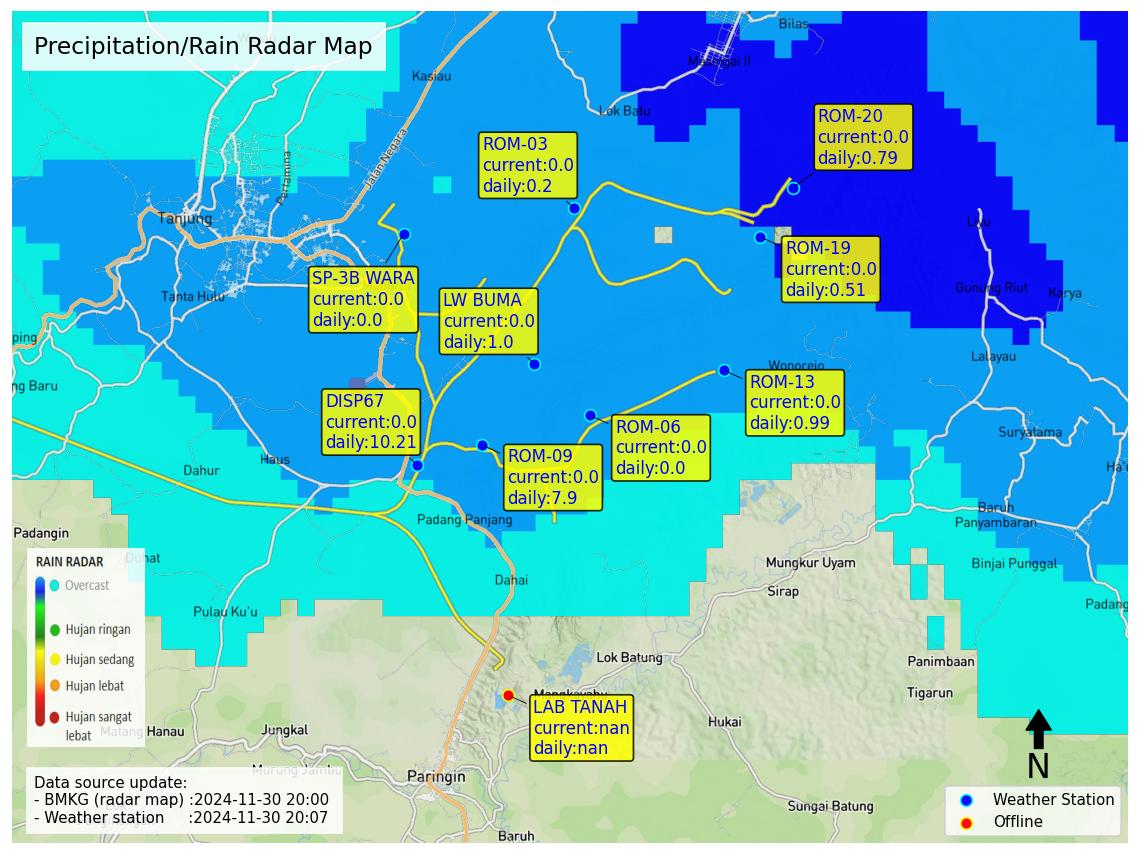 Precipitation/Rain Radar Map
Bilas
Masingai II
Kasiau
Lok Batu
Jalan Negara
Pertamina
Tanjung
Tanta Hulu
ROM-03
current:0.0
daily:0.2
ROM-20
current:0.0
daily:0.79
ROM-19
current:0.0
daily:0.51
SP-3B WARA
current:0.0
daily:0.0
LW BUMA
current:0.0
daily:1.0
Liyu
Gunung Riut
Karya
Lalayau
Wonorejo
ping
ng Baru
DISP67
current:0.0
daily:10.21
ROM-13
current:0.0
daily:0.99
ROM-06
current:0.0
daily:0.0
ROM-09
current:0.0
daily:7.9
Suryatama
Ha'u
Dahur
Haus
Padang Panjang
Baruh
Panyambaran
Padangin
Mungkur Uyam
Binjai Punggal
Dahai
Sirap
Padang
Pulau Ku'u
RAIN RADAR
Overcast
Hujan ringan
Hujan sedang
Hujan lebat
Hujan sangat
lebat
Lok Batung
Panimbaan
Tigarun
LAB TANAH
current:nan
daily:nan
Hukai
Hanau
Jungkal
Murung Jambu
Paringin
Sungai Batung
Baruh
N
Data source update:
- BMKG (radar map) :2024-11-30 20:00
- Weather station :2024-11-30 20:07
Weather Station
Offline